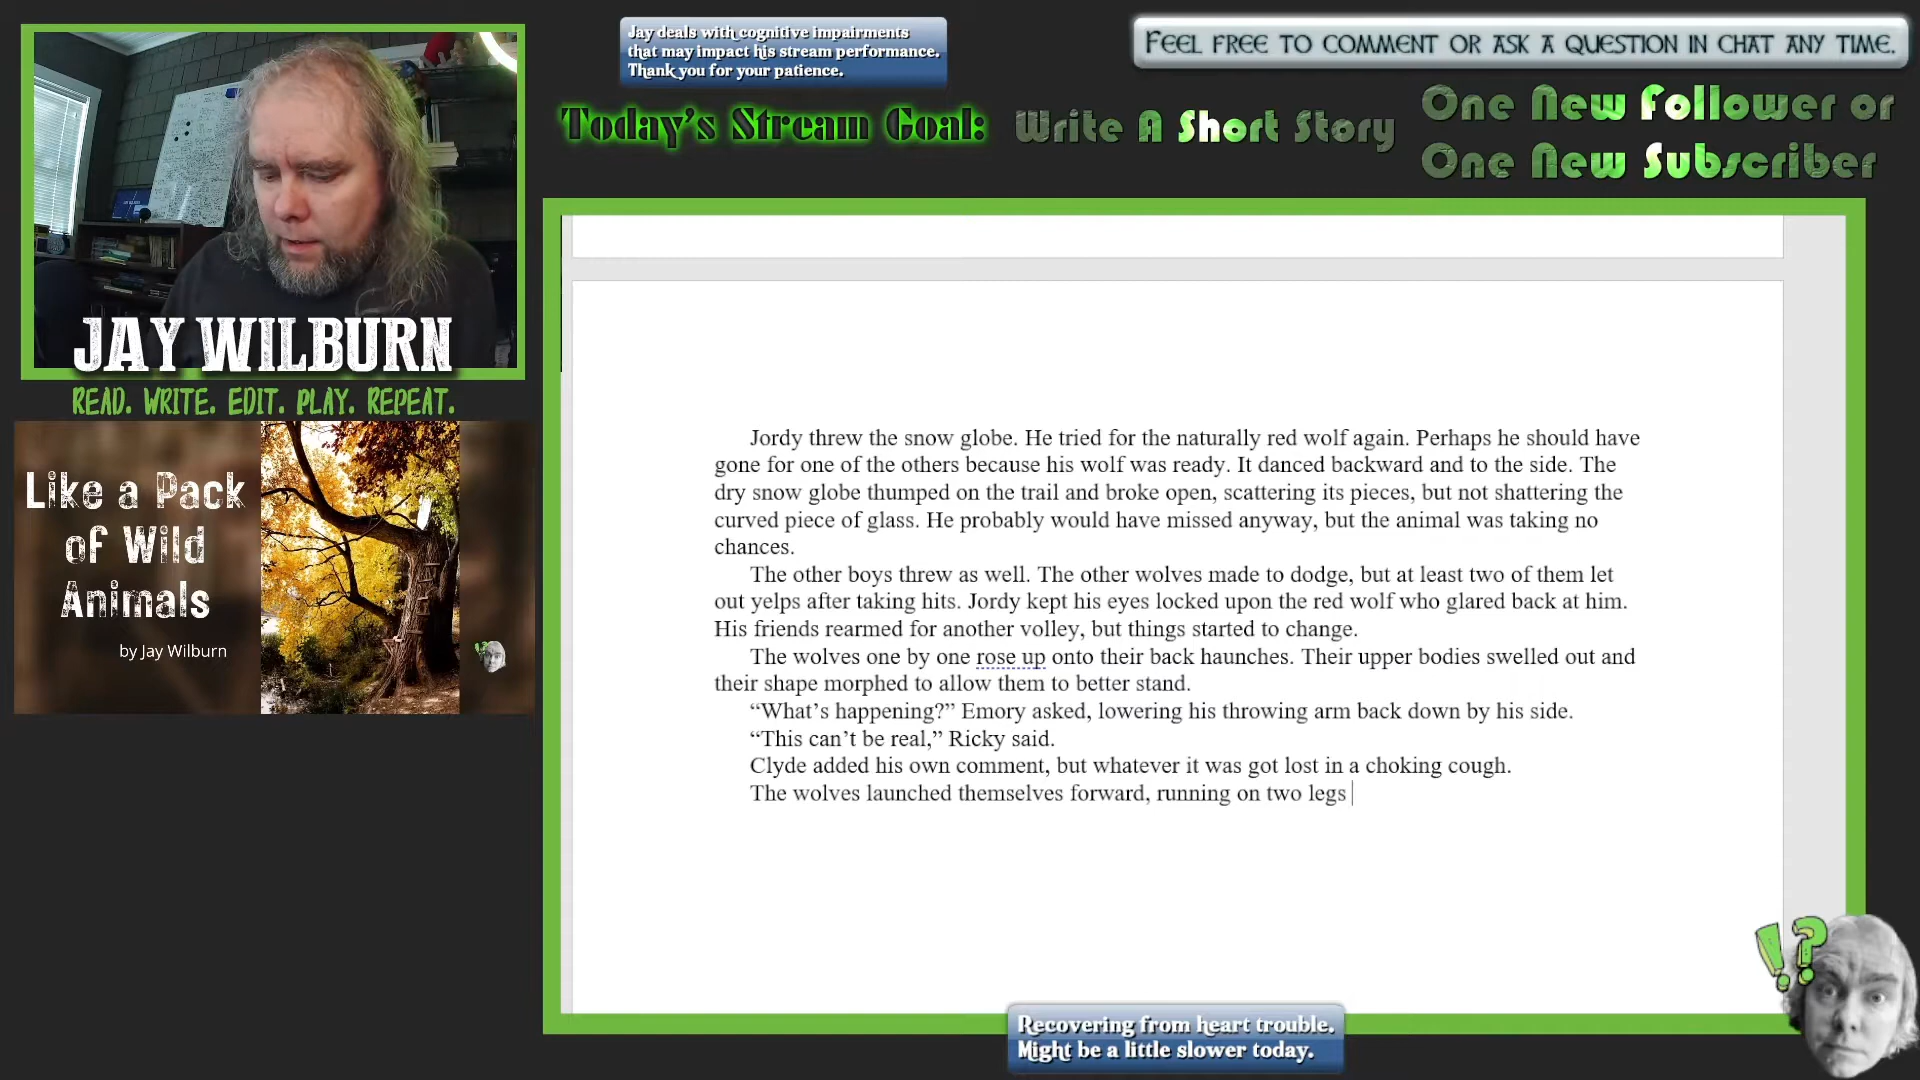 Jay deals with cognitive impairments
that may impact his stream performance.
Thank you for your patience.
FEEL FREE TO COMMENT OR ASK A QUESTION IN CHAT ANY TIME.
Today's Stream Goal:
Write A Short Story
One New Follower or
One New Subscriber
JAY WILBURN
READ. WRITE. EDIT. PLAY. REPEAT.
Like a Pack
of Wild
Animals
by Jay Wilburn
Jordy threw the snow globe. He tried for the naturally red wolf again. Perhaps he should have
gone for one of the others because his wolf was ready. It danced backward and to the side. The
dry snow globe thumped on the trail and broke open, scattering its pieces, but not shattering the
curved piece of glass. He probably would have missed anyway, but the animal was taking no
chances.
The other boys threw as well. The other wolves made to dodge, but at least two of them let
out yelps after taking hits. Jordy kept his eyes locked upon the red wolf who glared back at him.
His friends rearmed for another volley, but things started to change.
The wolves one by one rose up onto their back haunches. Their upper bodies swelled out and
their shape morphed to allow them to better stand.
“What’s happening?” Emory asked, lowering his throwing arm back down by his side.
“This can’t be real,” Ricky said.
Clyde added his own comment, but whatever it was got lost in a choking cough.
The wolves launched themselves forward, running on two legs
!?
Recovering from heart trouble.
Might be a little slower today.